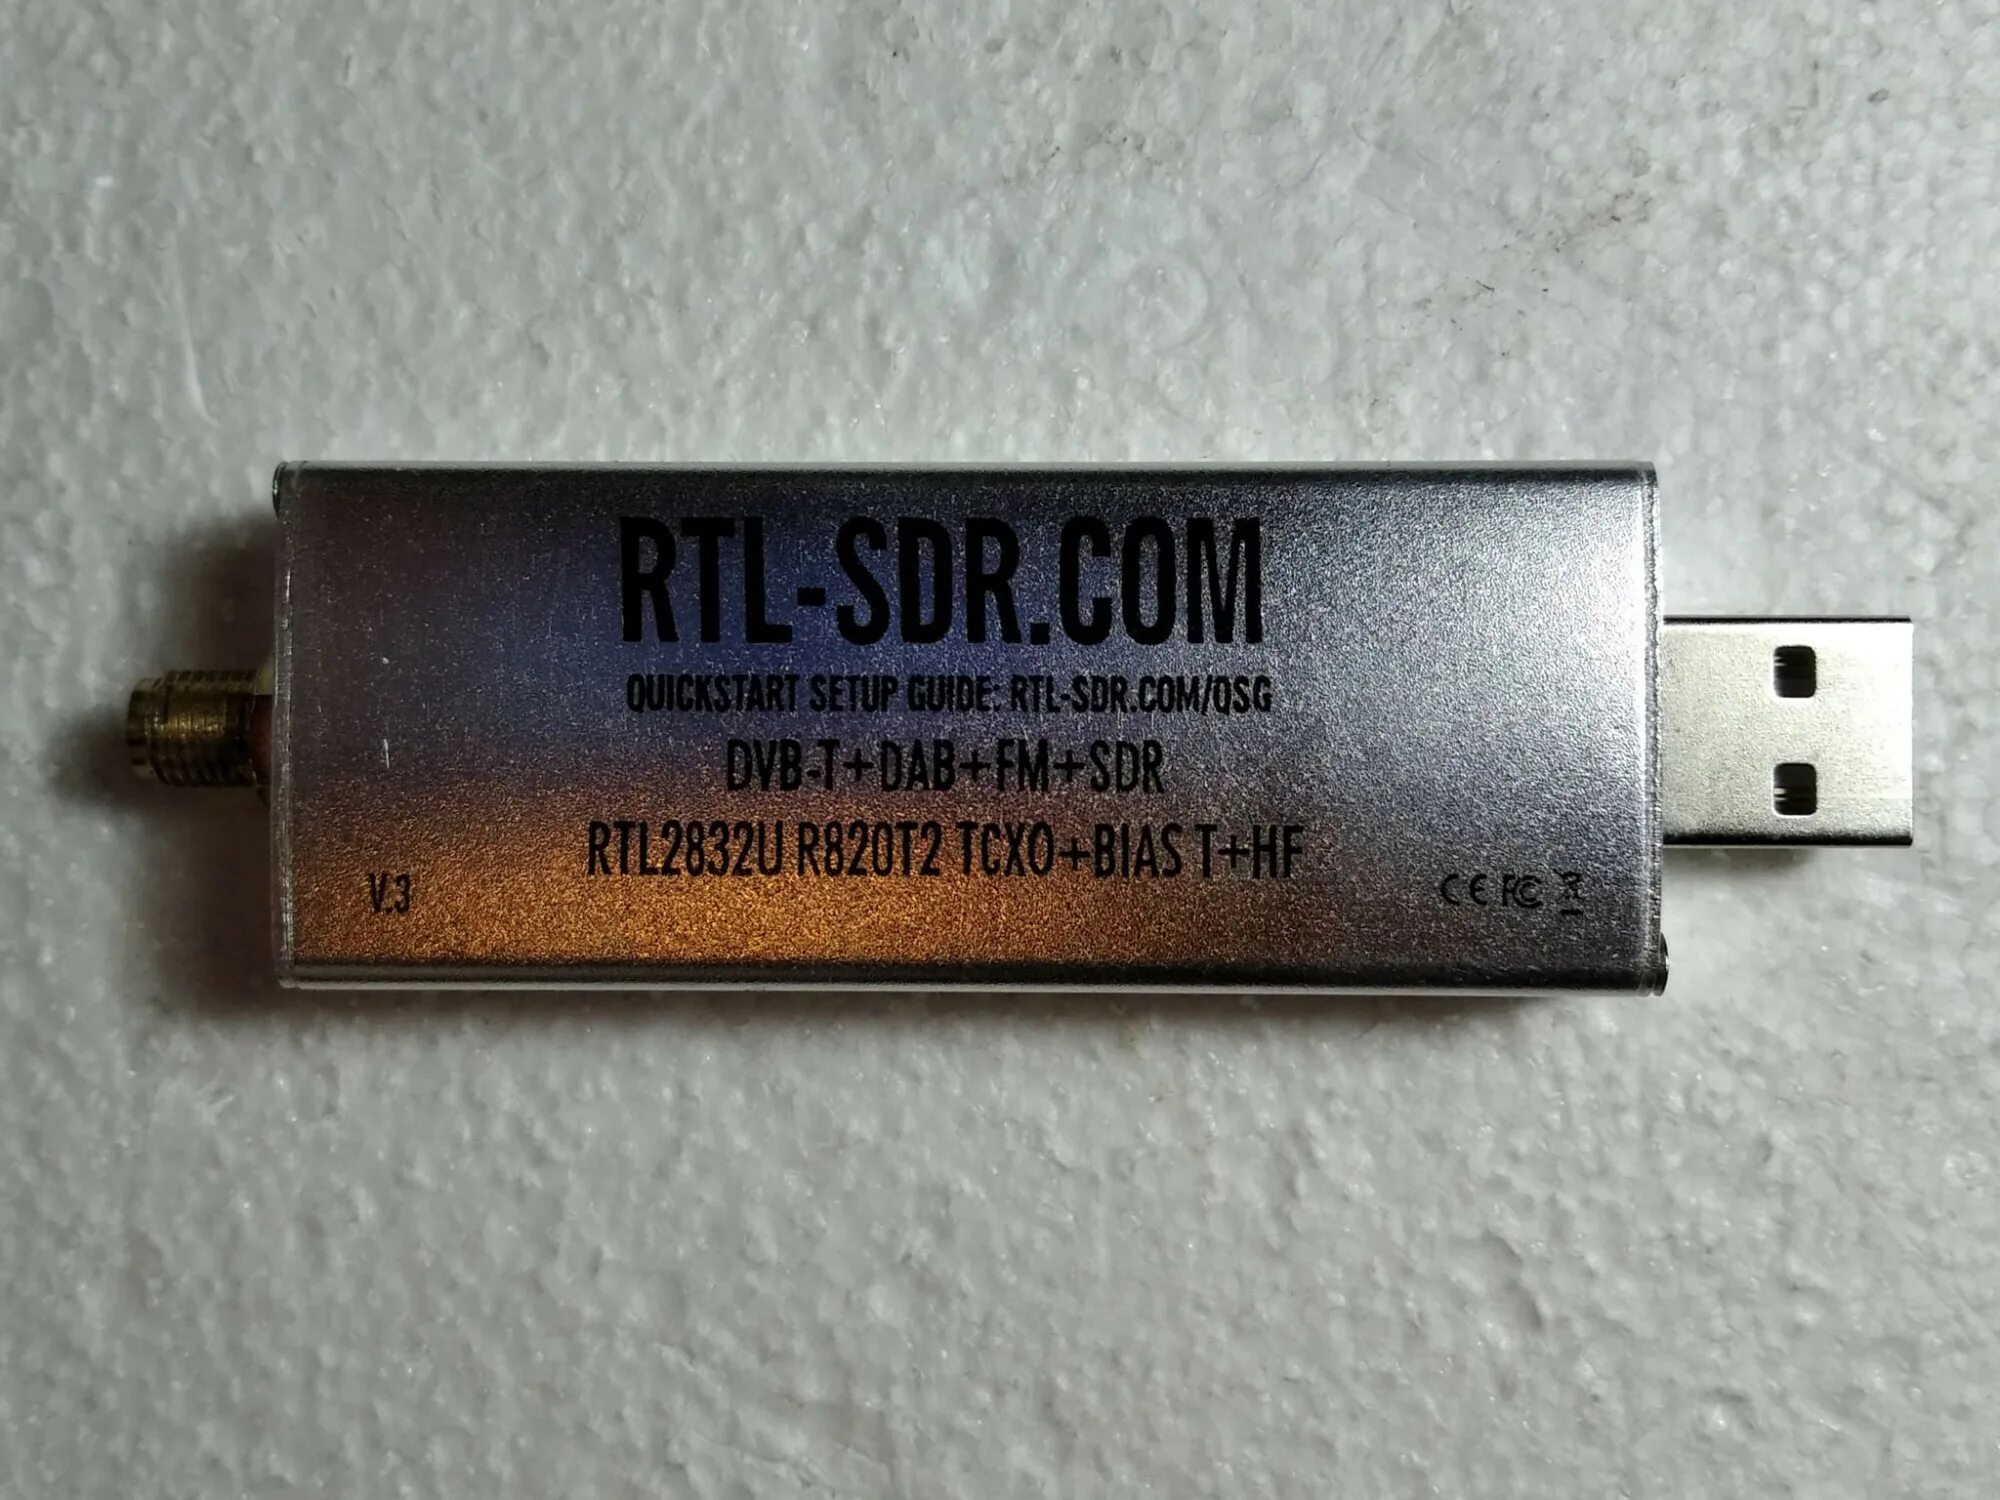 RTL-SDR.COM
QUICKSTART SETUP GUIDE: RTL-SDR.COM/QSG
DVB-T+DAB+FM+SDR
RTL2832U R820T2 TCXO+BIAS T+HF
V.3
CE FC